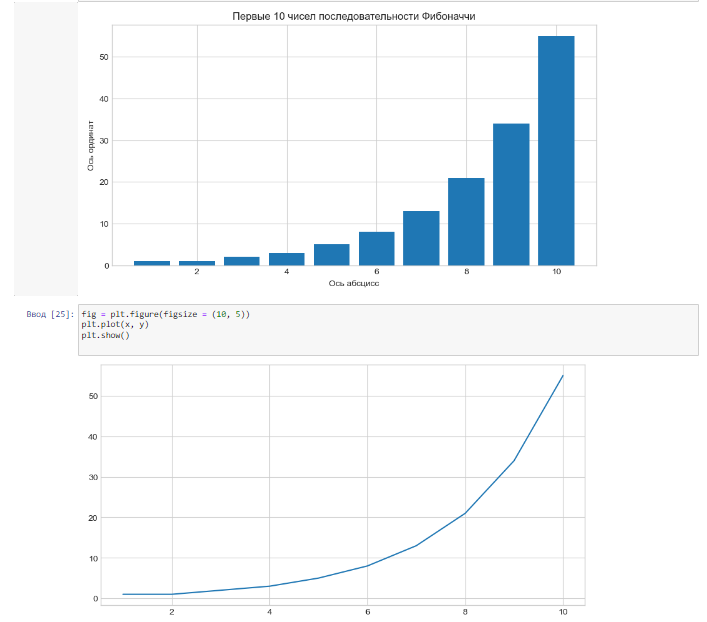 Первые 10 чисел последовательности Фибоначчи
50
40
30
20
10
0
Ось ординат
2 4 6 8 10
Ось абсцисс
Ввод [25]: fig = plt.figure(figsize = (10, 5))
plt.plot(x, y)
plt.show()
50
40
30
20
10
0
2 4 6 8 10